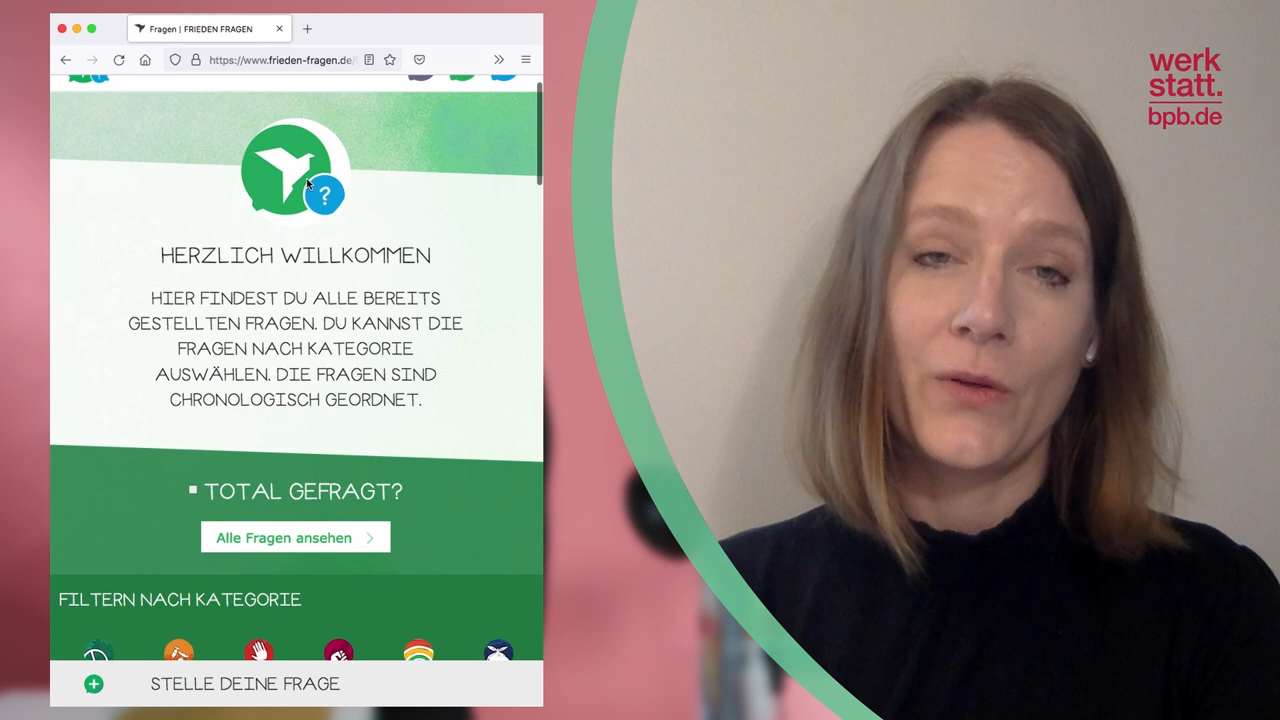 Fragen | FRIEDEN FRAGEN
https://www.frieden-fragen.de/
HERZLICH WILLKOMMEN
HIER FINDEST DU ALLE BEREITS
GESTELLTEN FRAGEN. DU KANNST DIE
FRAGEN NACH KATEGORIE
AUSWÄHLEN. DIE FRAGEN SIND
CHRONOLOGISCH GEORDNET.
TOTAL GEFRAGT?
Alle Fragen ansehen
FILTERN NACH KATEGORIE
STELLE DEINE FRAGE
werk
statt.
bpb.de